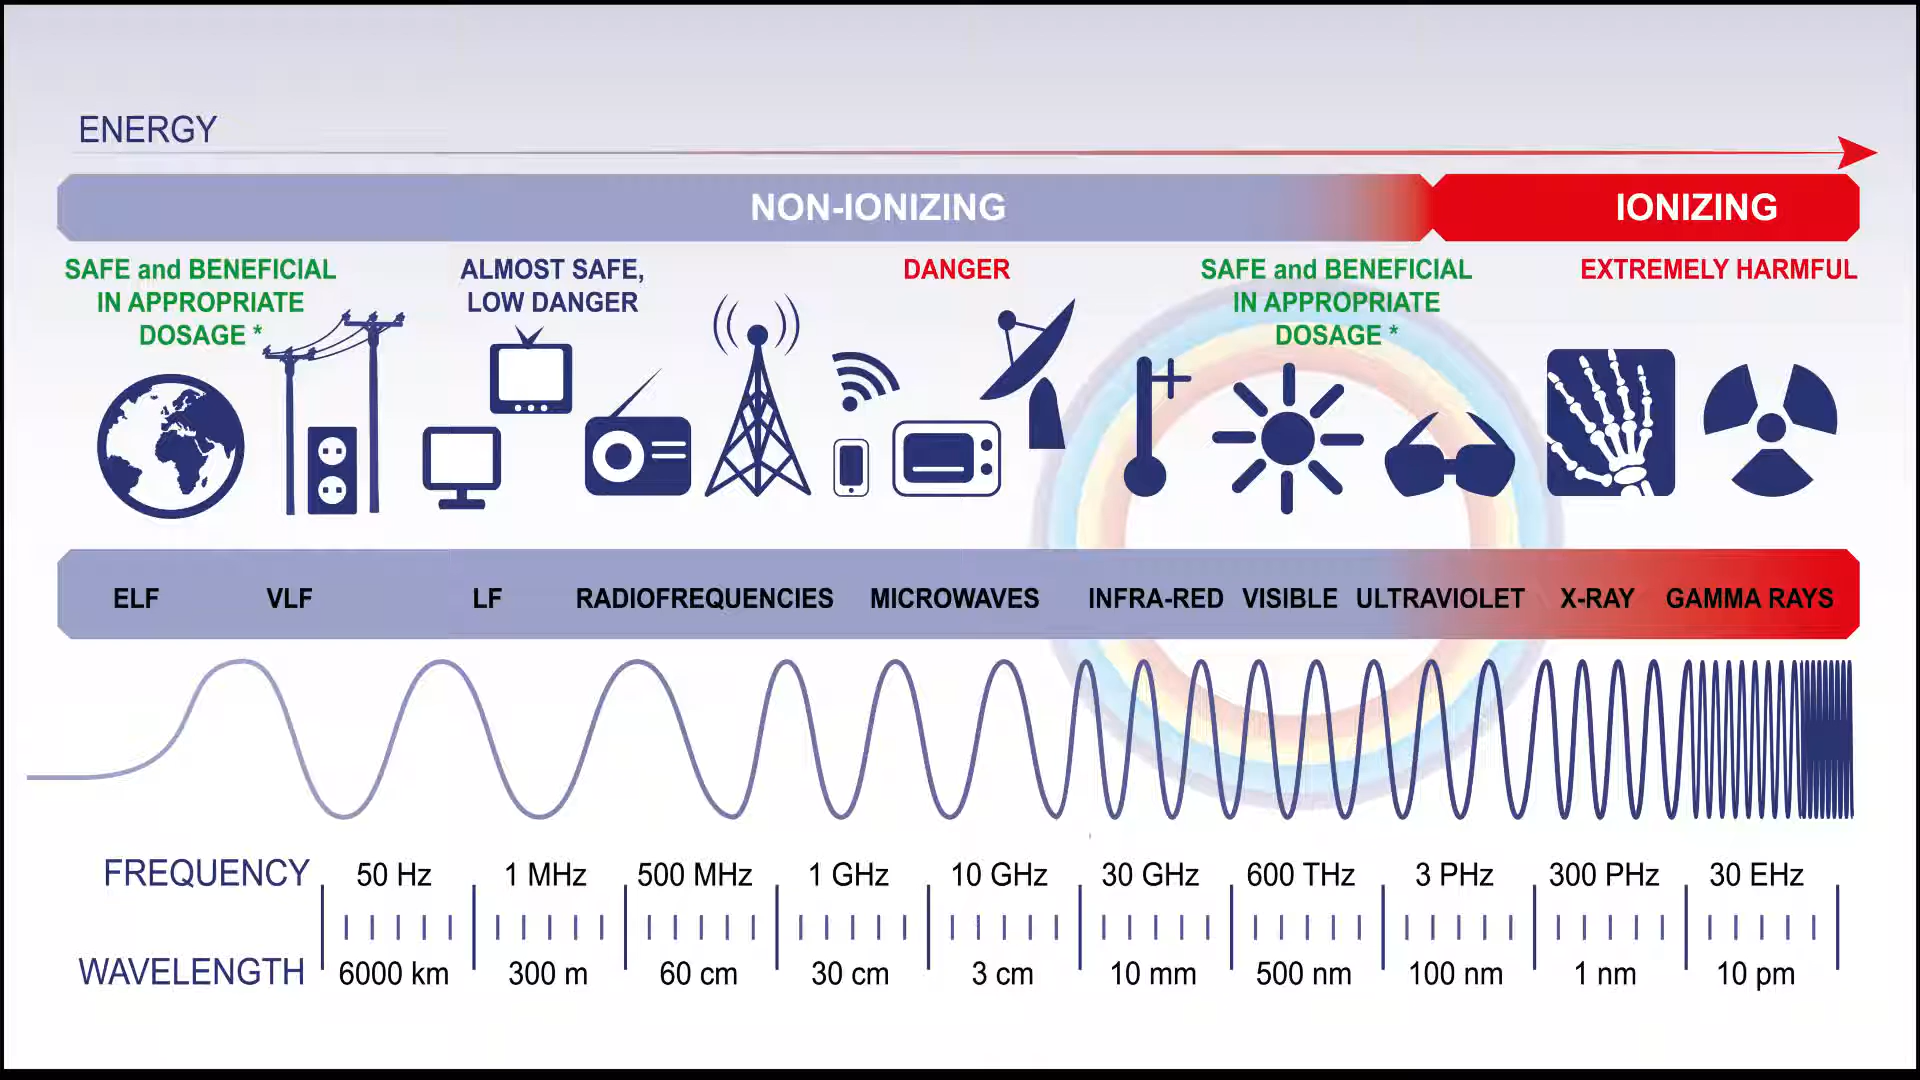 ENERGY
NON-IONIZING
IONIZING
SAFE and BENEFICIAL
IN APPROPRIATE
DOSAGE *
ALMOST SAFE,
LOW DANGER
DANGER
SAFE and BENEFICIAL
IN APPROPRIATE
DOSAGE *
EXTREMELY HARMFUL
ELF VLF LF RADIOFREQUENCIES MICROWAVES INFRA-RED VISIBLE ULTRAVIOLET X-RAY GAMMA RAYS
FREQUENCY 50 Hz 1 MHz 500 MHz 1 GHz 10 GHz 30 GHz 600 THz 3 PHz 300 PHz 30 EHz
WAVELENGTH 6000 km 300 m 60 cm 30 cm 3 cm 10 mm 500 nm 100 nm 1 nm 10 pm